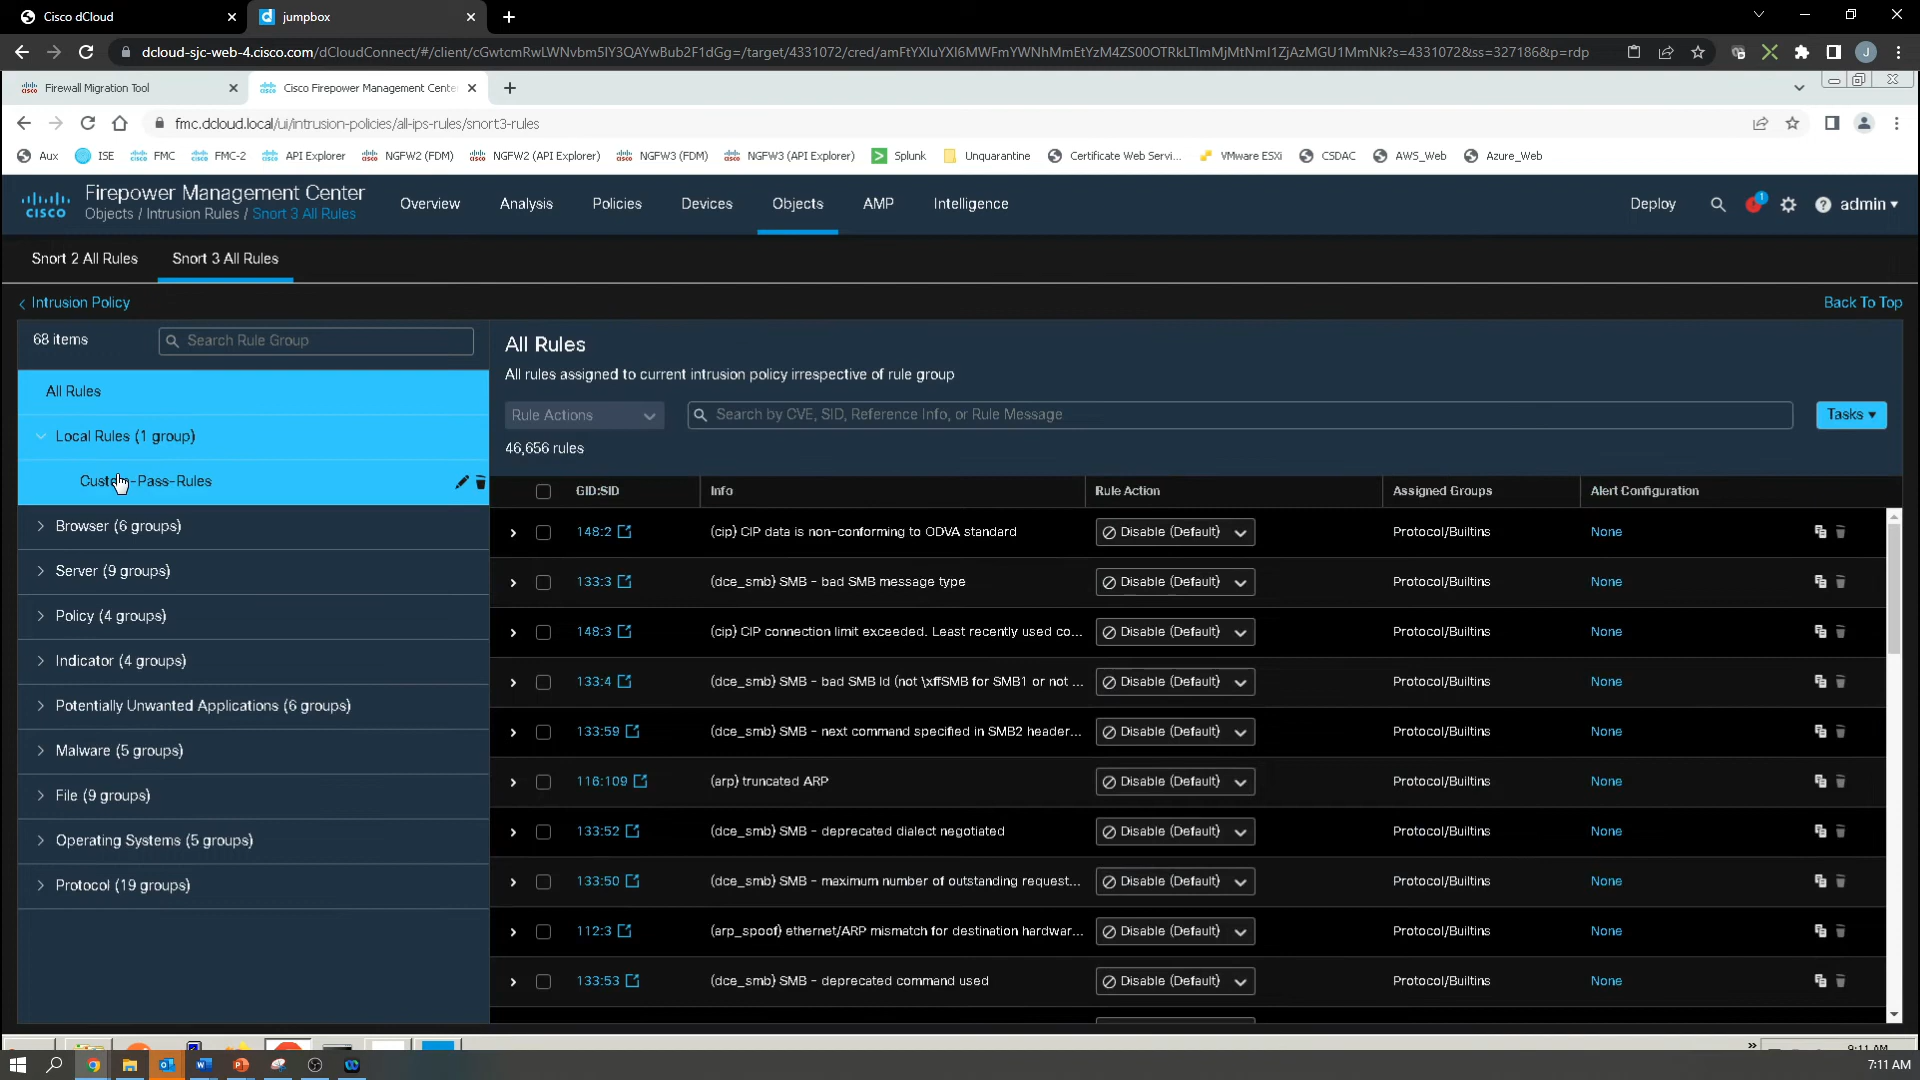 Cisco dCloud
jumpbox
dcloud-sjc-web-4.cisco.com/dCloudConnect/#/client/cGwtcmRwLWNvbm5lY3QAYwBub2F1dGg=/target/4331072/cred/amFtYXIuYXI6MWFmYWNhMmEtYzM4ZS00OTRkLTlmMjMtNmI1ZjAzMGU1MmNk?s=4331072&ss=327186&p=rdp
J
Firewall Migration Tool
Cisco Firepower Management Cente
fmc.dcloud.local/ui/intrusion-policies/all-ips-rules/snort3-rules
Aux ISE FMC FMC-2 API Explorer NGFW2 (FDM) NGFW2 (API Explorer) NGFW3 (FDM) NGFW3 (API Explorer) Splunk Unquarantine Certificate Web Servi... VMware ESXi CSDAC AWS_Web Azure_Web
CISCO
Firepower Management Center
Objects / Intrusion Rules / Snort 3 All Rules
Overview Analysis Policies Devices Objects AMP Intelligence
Deploy 1 admin
Snort 2 All Rules Snort 3 All Rules
Intrusion Policy
Back To Top
68 items
Search Rule Group
All Rules
Local Rules (1 group)
Custom-Pass-Rules
Browser (6 groups)
Server (9 groups)
Policy (4 groups)
Indicator (4 groups)
Potentially Unwanted Applications (6 groups)
Malware (5 groups)
File (9 groups)
Operating Systems (5 groups)
Protocol (19 groups)
All Rules
All rules assigned to current intrusion policy irrespective of rule group
Rule Actions
Search by CVE, SID, Reference Info, or Rule Message
Tasks
46,656 rules
GID:SID Info Rule Action Assigned Groups Alert Configuration
148:2 (cip) CIP data is non-conforming to ODVA standard Disable (Default) Protocol/Builtins None
133:3 (dce_smb) SMB - bad SMB message type Disable (Default) Protocol/Builtins None
148:3 (cip) CIP connection limit exceeded. Least recently used co... Disable (Default) Protocol/Builtins None
133:4 (dce_smb) SMB - bad SMB Id (not \xffSMB for SMB1 or not ... Disable (Default) Protocol/Builtins None
133:59 (dce_smb) SMB - next command specified in SMB2 header... Disable (Default) Protocol/Builtins None
116:109 (arp) truncated ARP Disable (Default) Protocol/Builtins None
133:52 (dce_smb) SMB - deprecated dialect negotiated Disable (Default) Protocol/Builtins None
133:50 (dce_smb) SMB - maximum number of outstanding request... Disable (Default) Protocol/Builtins None
112:3 (arp_spoof) ethernet/ARP mismatch for destination hardwar... Disable (Default) Protocol/Builtins None
133:53 (dce_smb) SMB - deprecated command used Disable (Default) Protocol/Builtins None
9:11 AM
7:11 AM